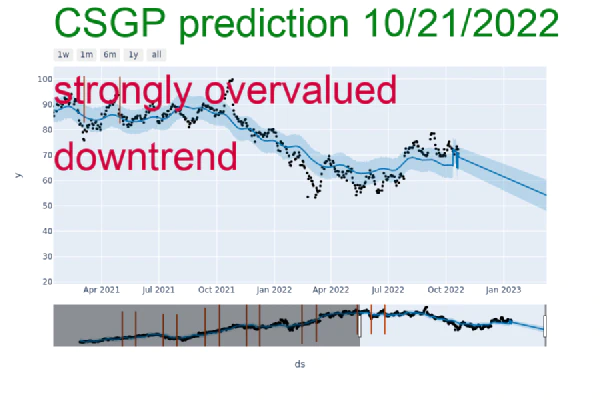 CSGP prediction 10/21/2022
1w 1m 6m 1y all
strongly overvalued
downtrend
100
90
80
70
60
50
40
30
20
y
Apr 2021 Jul 2021 Oct 2021 Jan 2022 Apr 2022 Jul 2022 Oct 2022 Jan 2023
ds